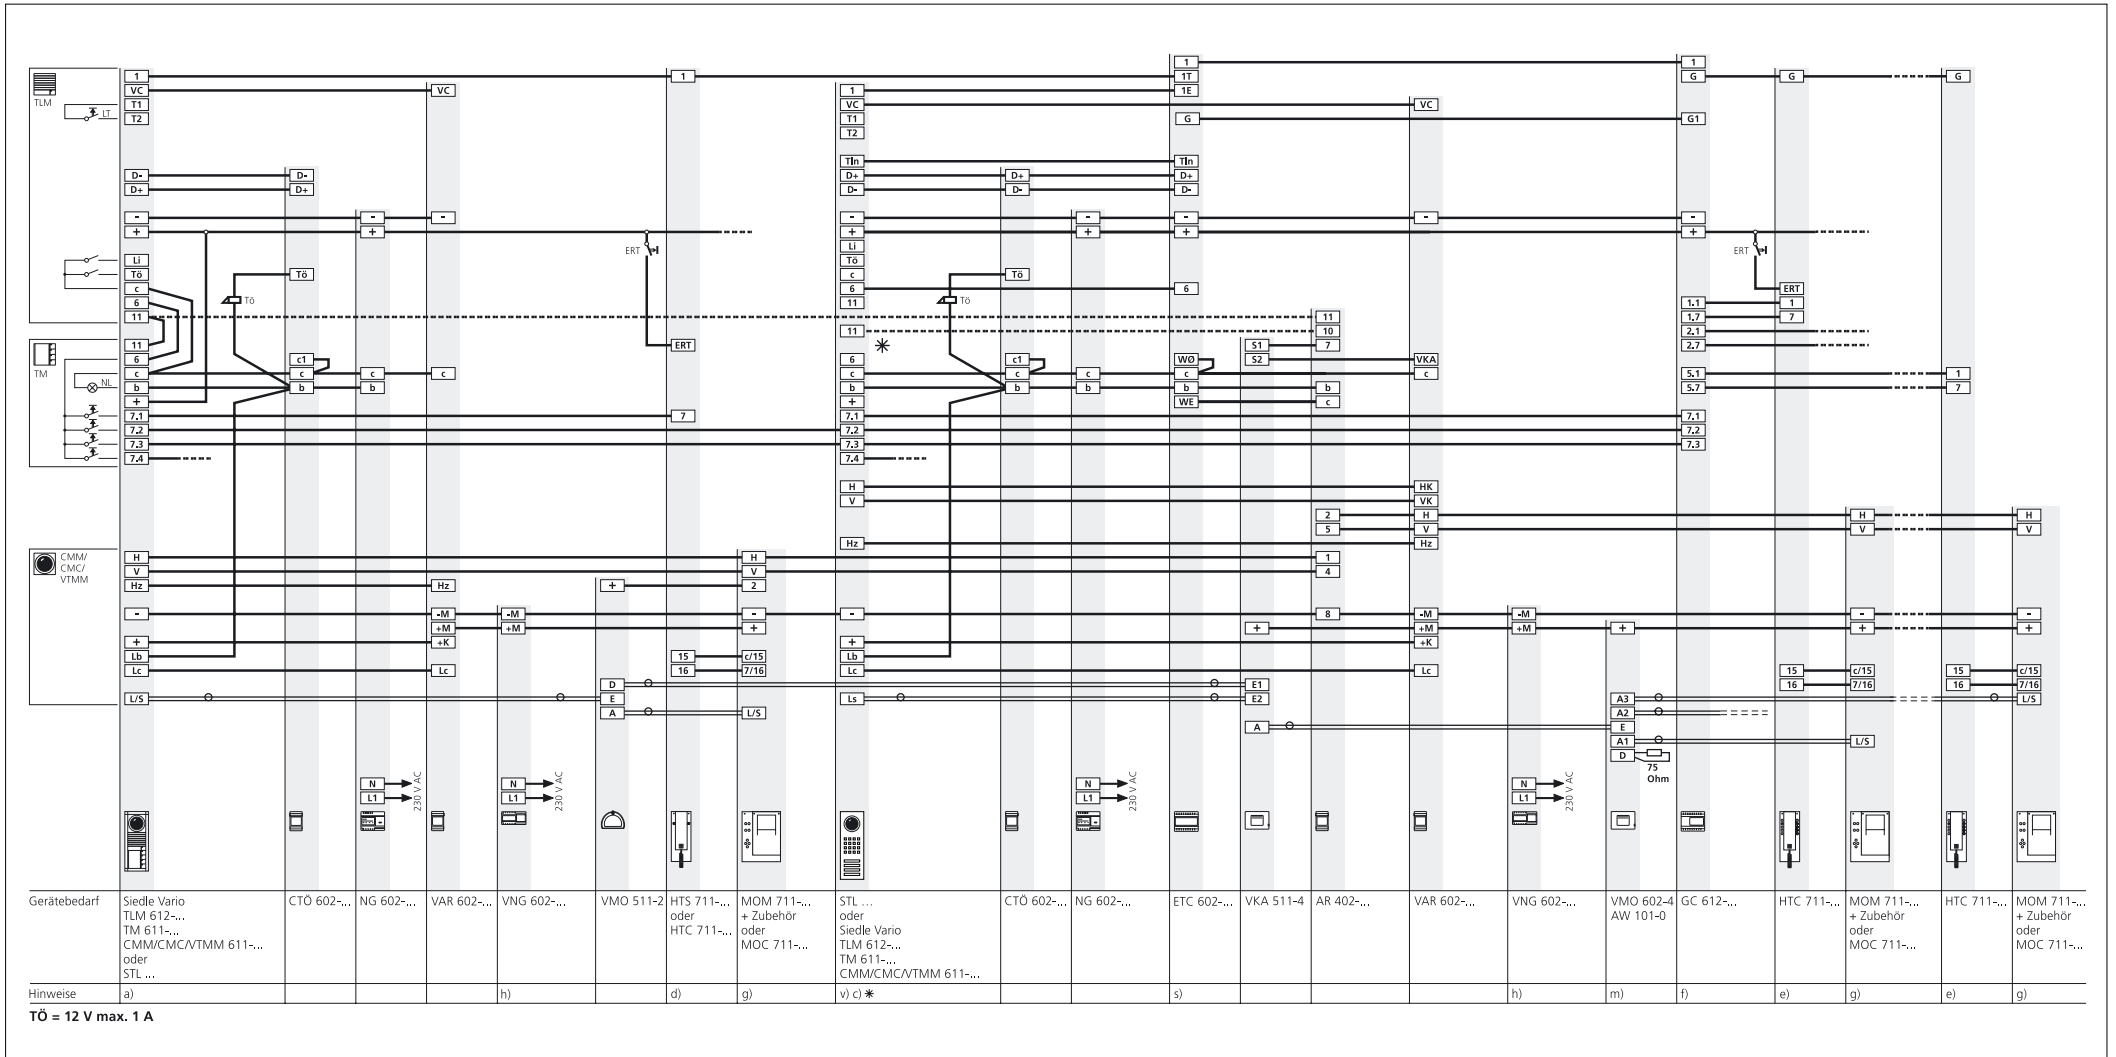 1 1
1 1 1T G G G
VC VC 1 1E
TLM T1 VC VC
LT T2 T1 G G1
T2
TIn TIn
D- D- D+ D+ D+
D+ D+ D- D- D-
- - - - - - - -
+ + + + + +
ERT Li ERT
Li Tö
Tö Tö c Tö
c 6 6 ERT
6 Tö 11 Tö 1.1 1
11 11 1.7 7
11 10 2.1
11 ERT * S1 7 2.7
TM 6 c1 6 c1 WØ S2 VKA
NL c c c c c c c c c 5.1 1
b b b b b b b b 5.7 7
+ + WE c
7.1 7 7.1 7.1
7.2 7.2 7.2
7.3 7.3 7.3
7.4 7.4
H HK
V VK
2 H H H
5 V V V
Hz Hz
CMM/
CMC/
VTMM
H H 1
V V 4
Hz Hz + 2
- -M -M - - 8 -M -M - -
+M +M + + +M +M + + +
+ +K + +K
Lb 15 c/15 Lb
Lc Lc 16 7/16 Lc Lc 15 c/15 15 c/15
D E1 16 7/16 16 7/16
L/S E Ls E2 A3 L/S
A L/S A2
A E
A1 L/S
D
75
Ohm
N N N N
L1 L1 L1 L1
230 V AC 230 V AC 230 V AC 230 V AC
Gerätebedarf
Siedle Vario
TLM 612-...
TM 611-...
CMM/CMC/VTMM 611-...
oder
STL ...
CTÖ 602-...
NG 602-...
VAR 602-...
VNG 602-...
VMO 511-2
HTS 711-...
oder
HTC 711-...
MOM 711-...
+ Zubehör
oder
MOC 711-...
STL ...
oder
Siedle Vario
TLM 612-...
TM 611-...
CMM/CMC/VTMM 611-...
CTÖ 602-...
NG 602-...
ETC 602-...
VKA 511-4
AR 402-...
VAR 602-...
VNG 602-...
VMO 602-4
AW 101-0
GC 612-...
HTC 711-...
MOM 711-...
+ Zubehör
oder
MOC 711-...
HTC 711-...
MOM 711-...
+ Zubehör
oder
MOC 711-...
Hinweise a) h) d) g) v) c) * s) h) m) f) e) g) e) g)
TÖ = 12 V max. 1 A